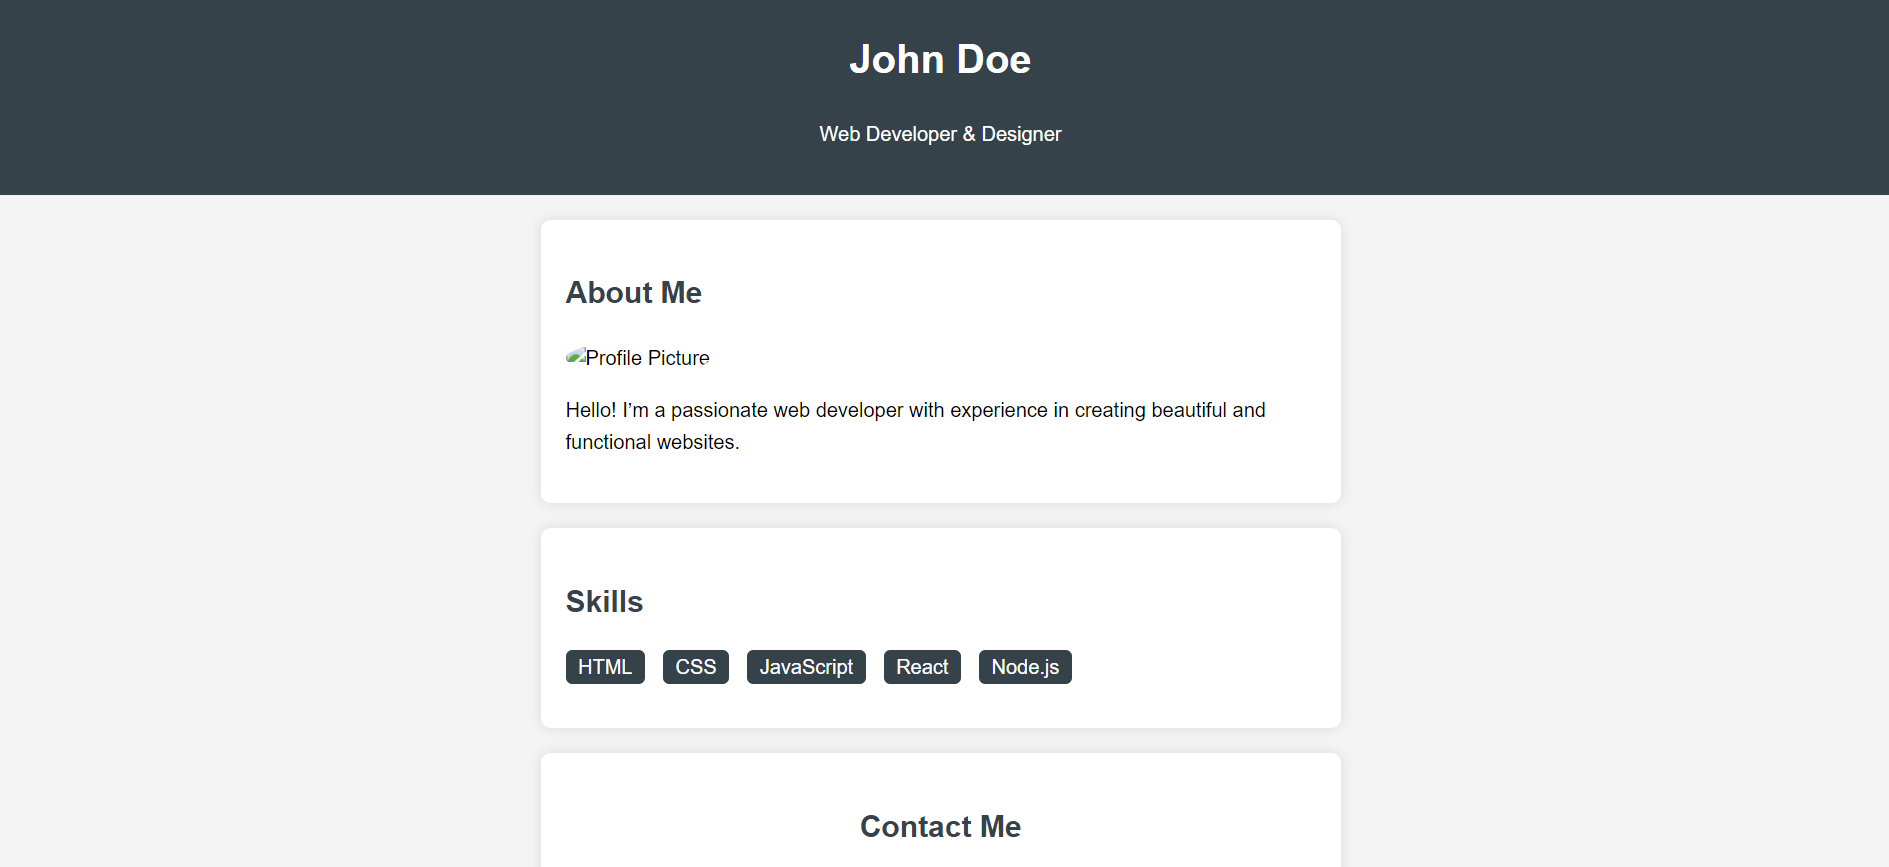 John Doe
Web Developer & Designer
About Me
Profile Picture
Hello! I’m a passionate web developer with experience in creating beautiful and
functional websites.
Skills
HTML CSS JavaScript React Node.js
Contact Me